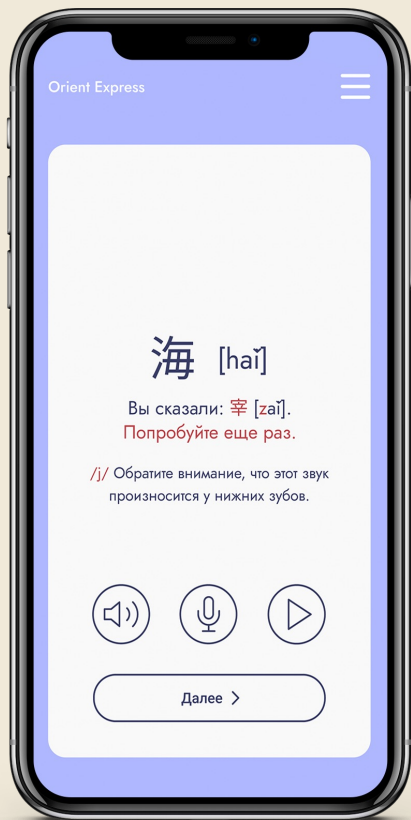 Orient Express
海 [haǐ]
Вы сказали: 宰 [zaǐ].
Попробуйте еще раз.
/j/ Обратите внимание, что этот звук
произносится у нижних зубов.
Далее